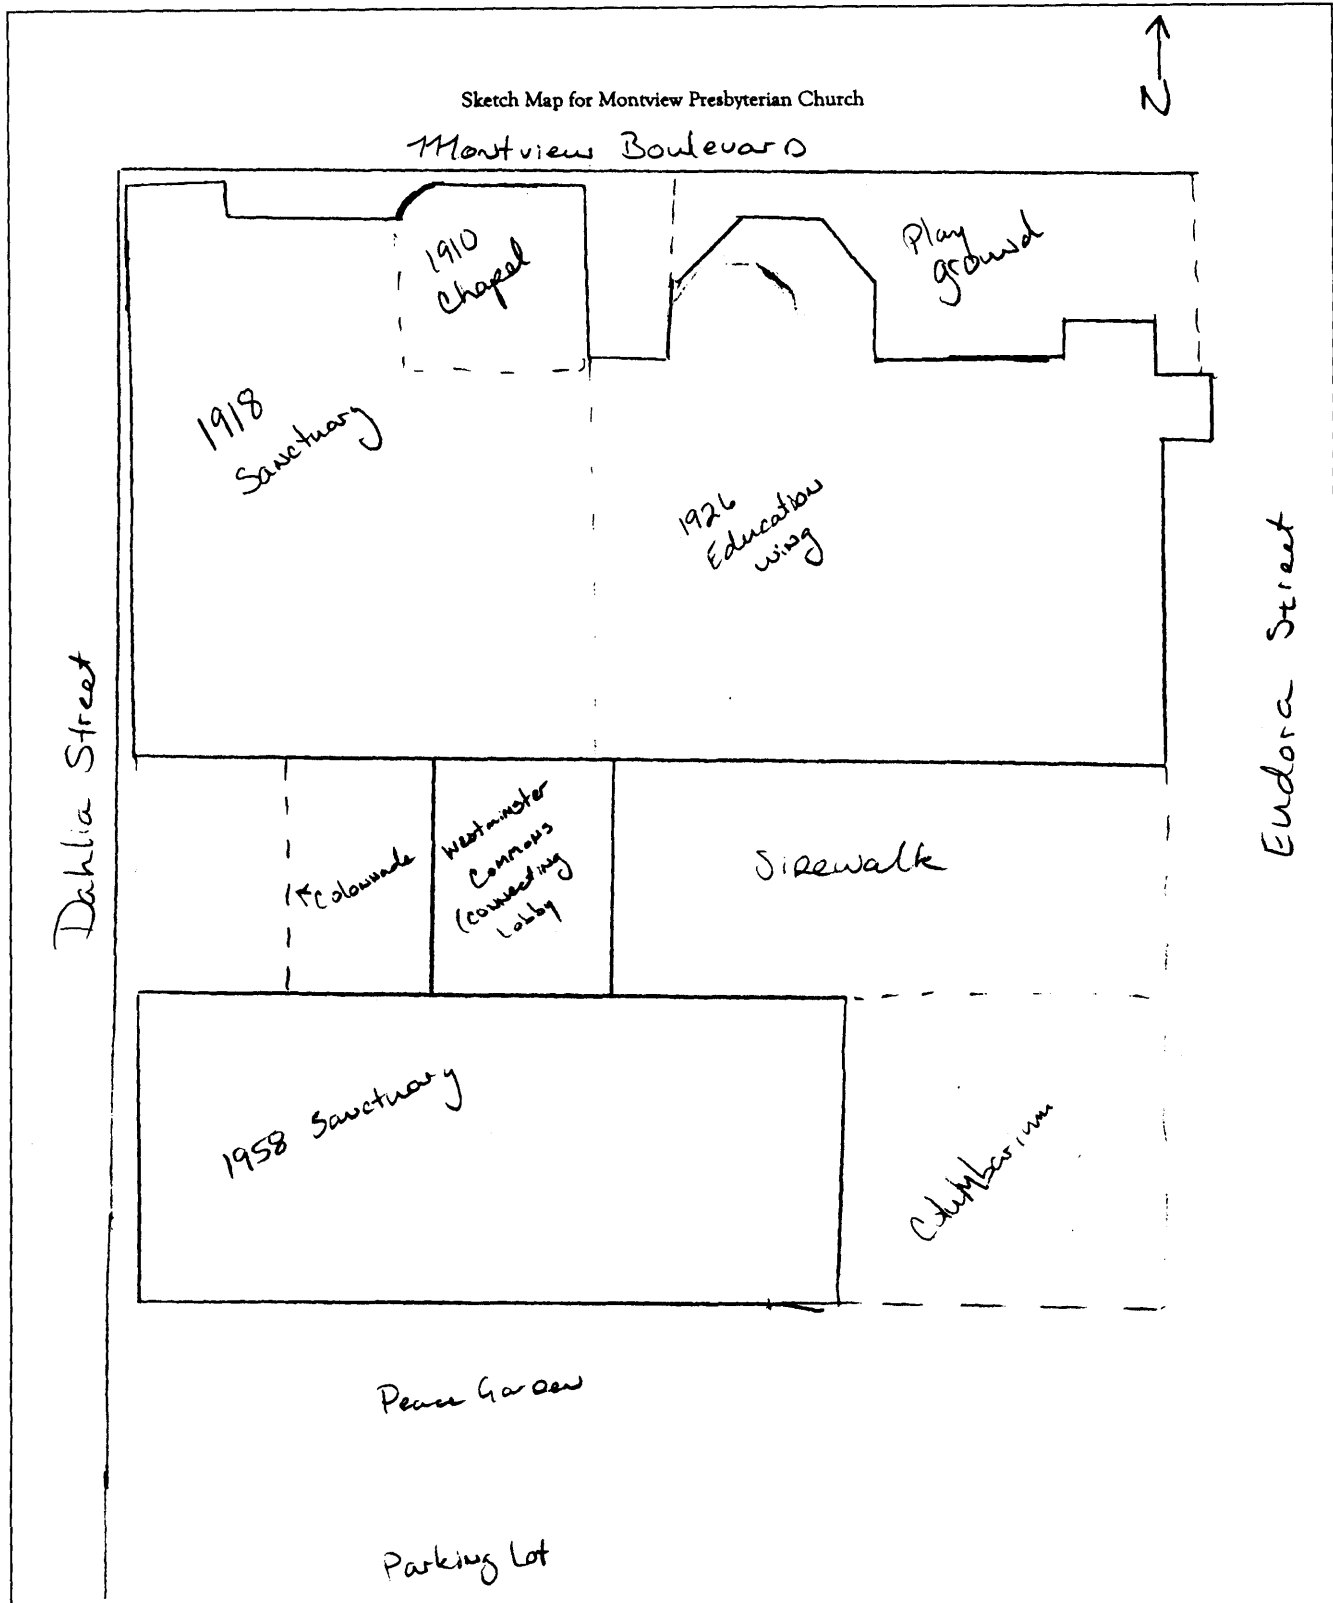 N
Sketch Map for Montview Presbyterian Church
Montview Boulevard
1910
Chapel
Play
ground
1918
Sanctuary
1926
Education
wing
Dahlia Street
Eudora Street
Colonnade
Westminster
Commons
(connecting
Lobby
Sidewalk
1958 Sanctuary
Peace Garden
Parking Lot